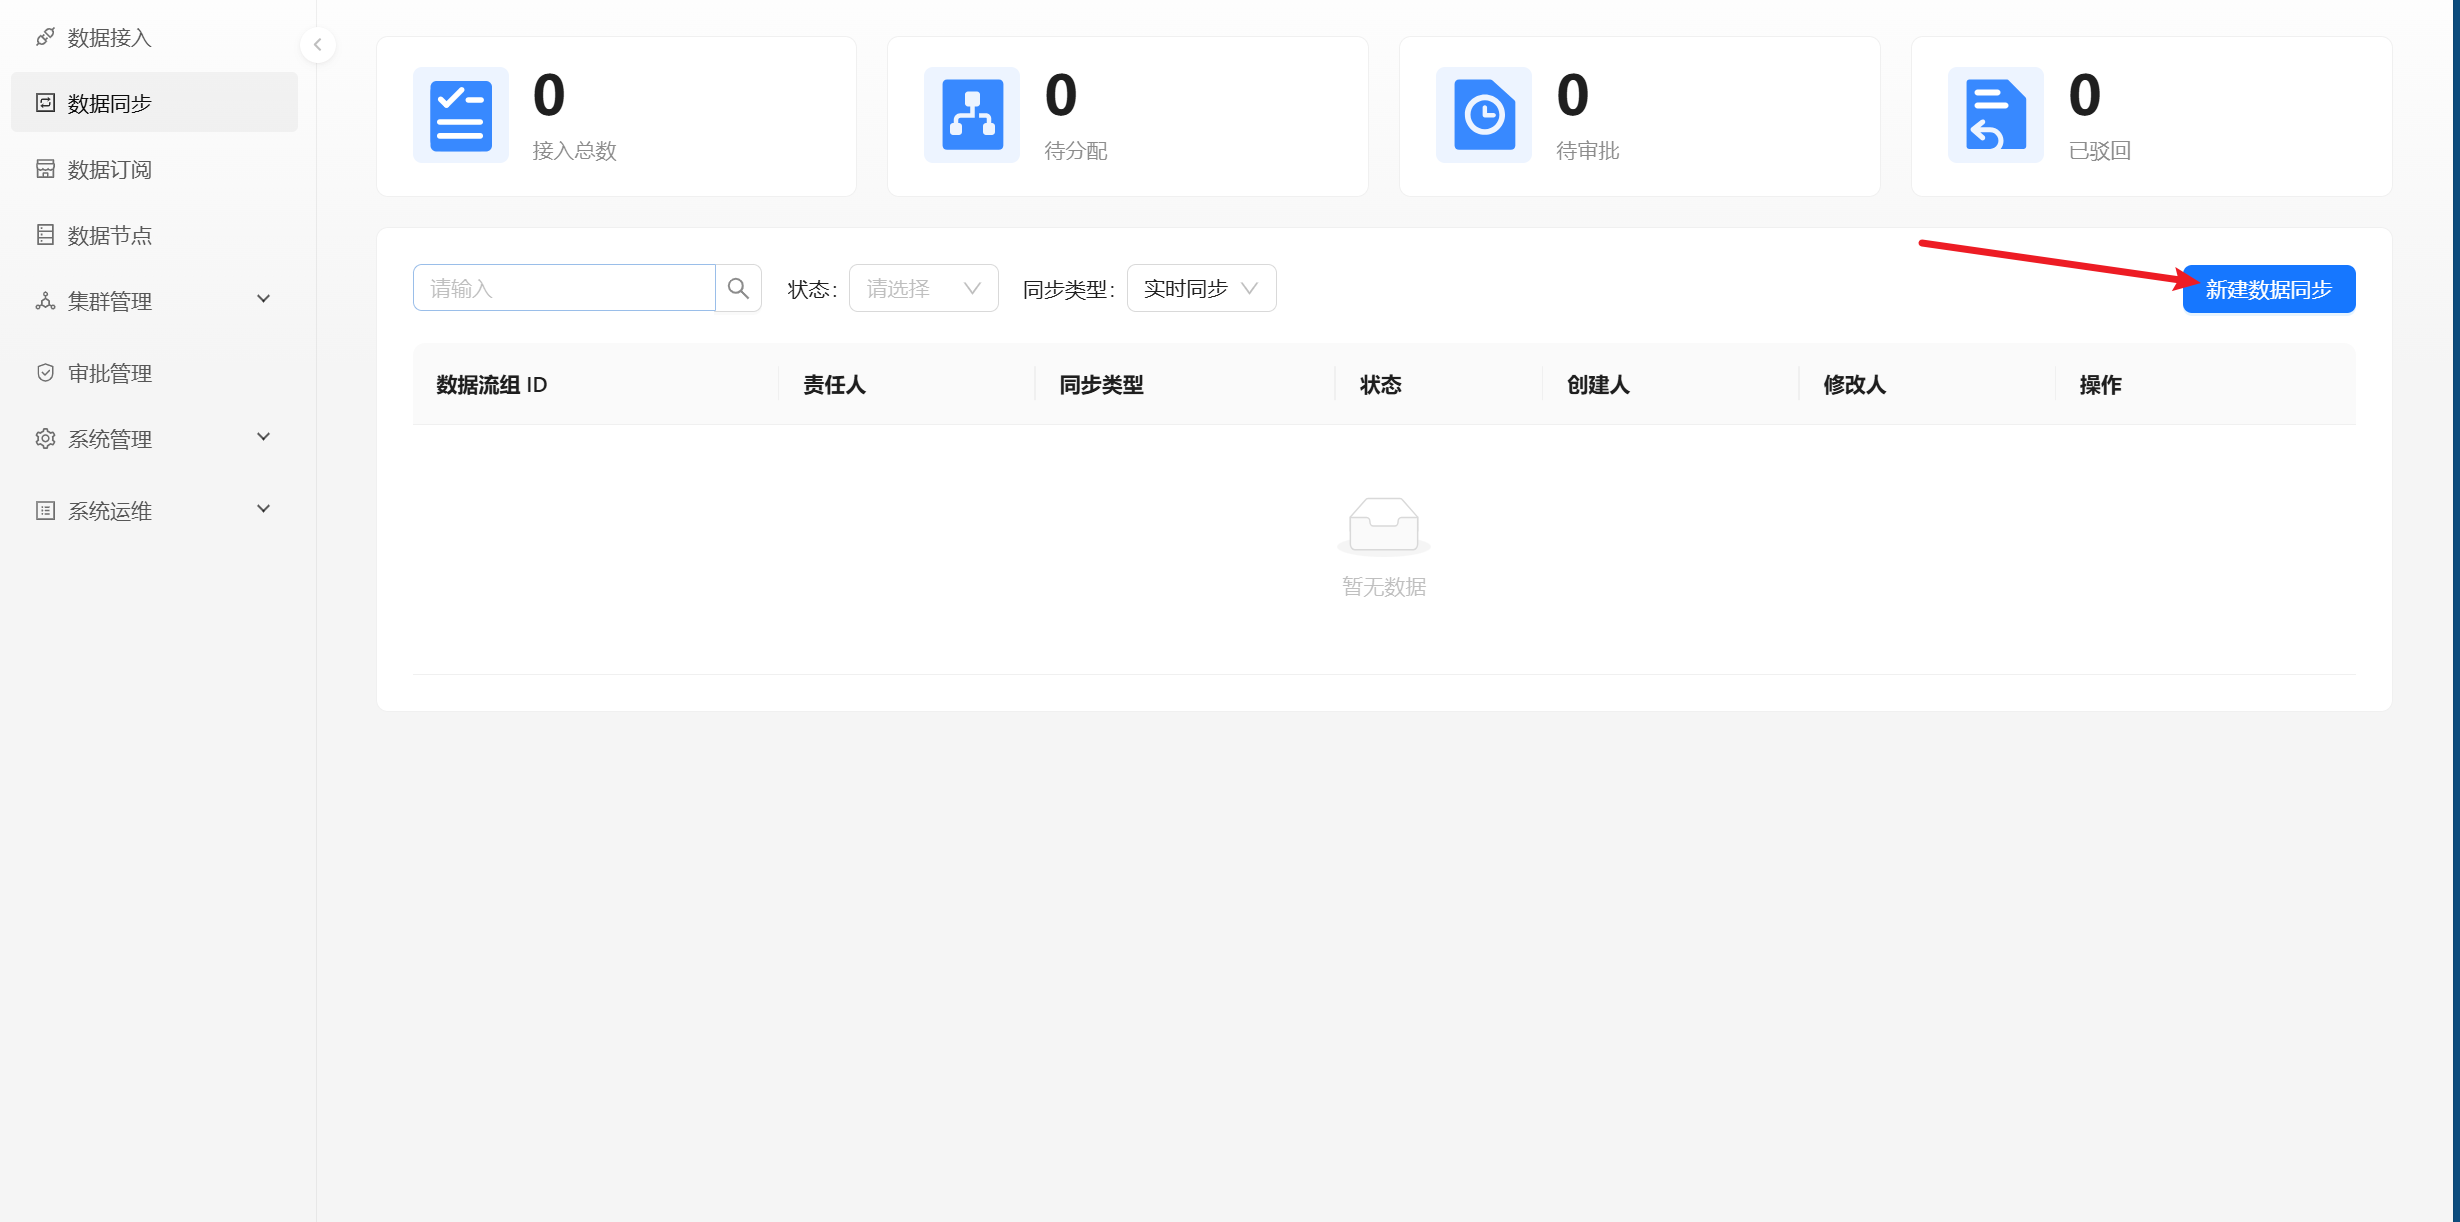 数据接入
数据同步
数据订阅
数据节点
集群管理
审批管理
系统管理
系统运维
0
接入总数
0
待分配
0
待审批
0
已驳回
请输入
状态:
请选择
同步类型:
实时同步
新建数据同步
数据流组 ID
责任人
同步类型
状态
创建人
修改人
操作
暂无数据